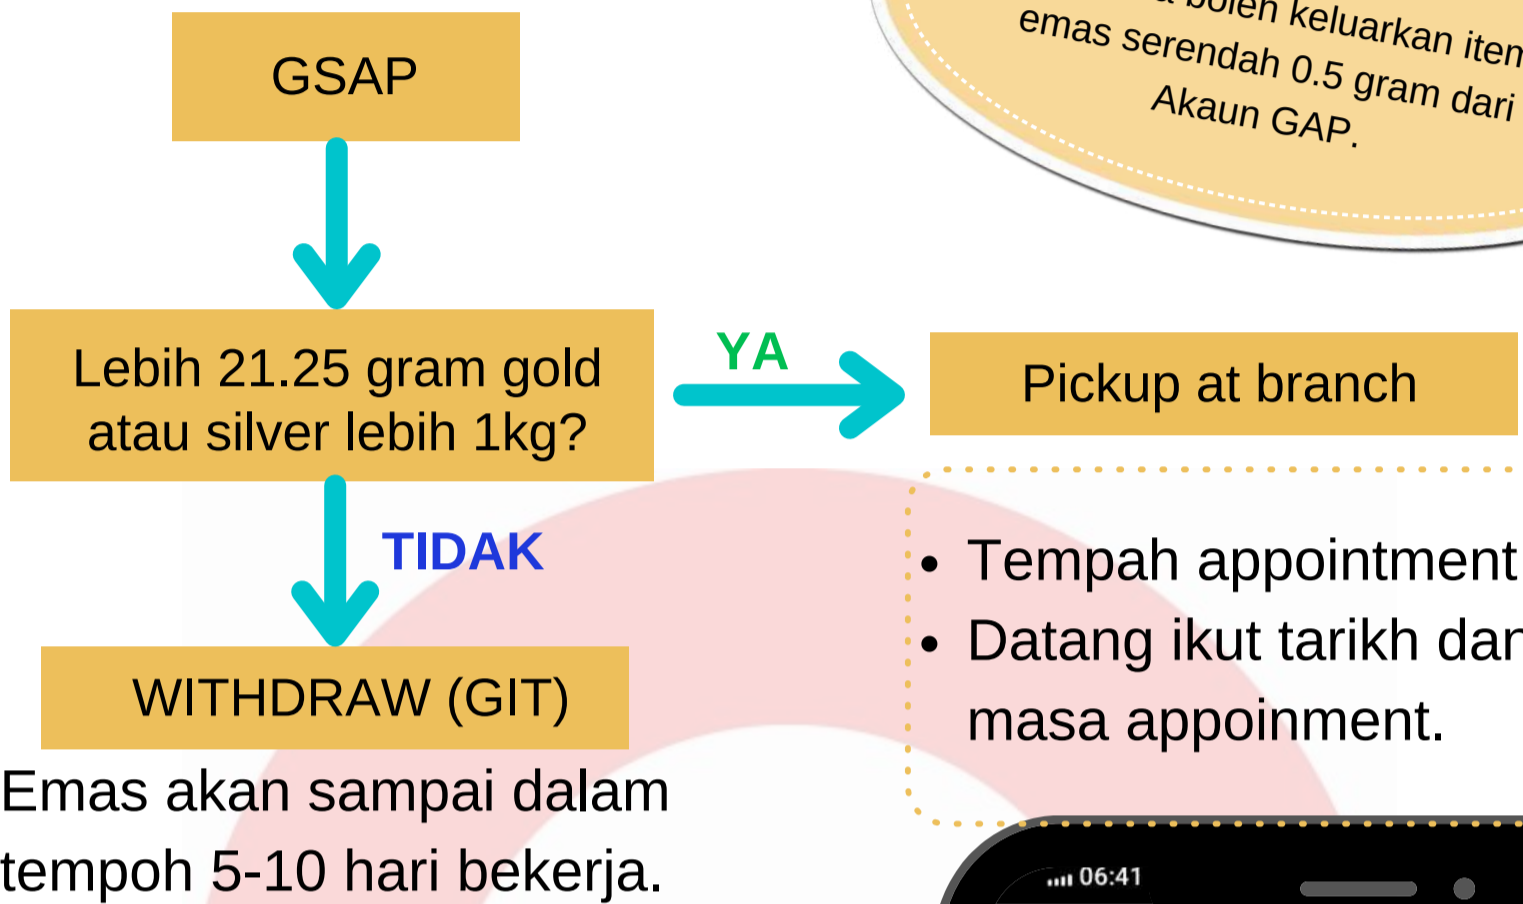 GSAP
boleh keluarkan item
emas serendah 0.5 gram dari
Akaun GAP.
Lebih 21.25 gram gold
atau silver lebih 1kg?
YA
Pickup at branch
TIDAK
• Tempah appointment
• Datang ikut tarikh dan
masa appoinment.
WITHDRAW (GIT)
Emas akan sampai dalam
tempoh 5-10 hari bekerja.
06:41